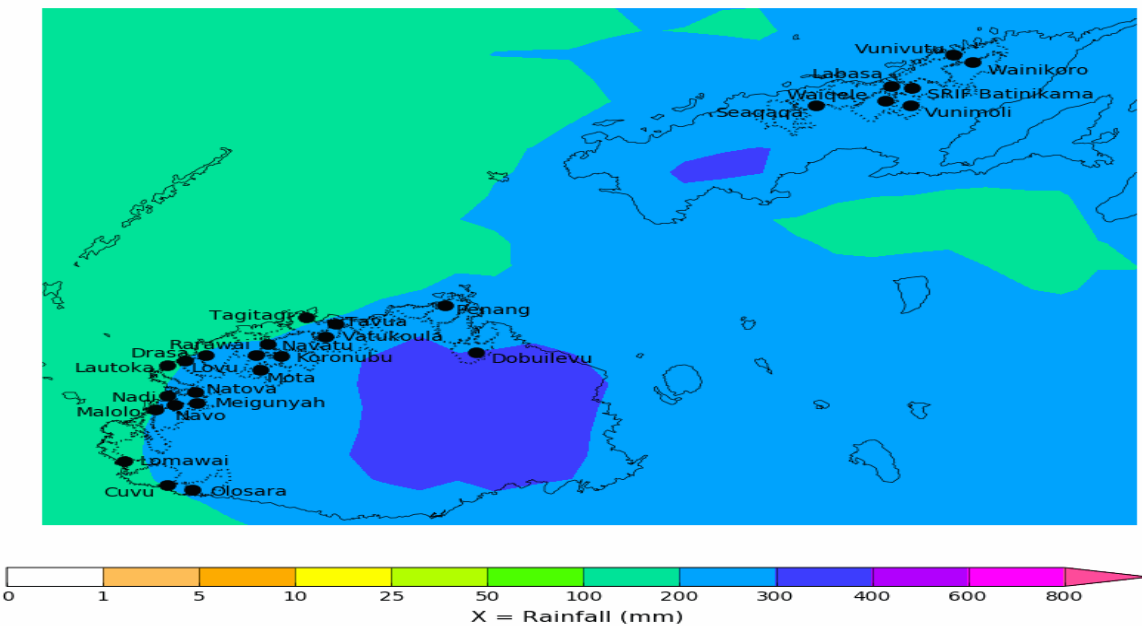 Vunivutu
Wainikoro
Labasa
SRIF Batinikama
Waiqele
Seaqaqa
Vunimoli
Penang
Tagitagi
Tavua
Vatukoula
Rarawai
Navatu
Drasa
Koronubu
Dobuilevu
Lautoka
Lovu
Mota
Natova
Nadi
Meigunyah
Malolo
Navo
Lomawai
Cuvu
Olosara
0 1 5 10 25 50 100 200 300 400 600 800
X = Rainfall (mm)